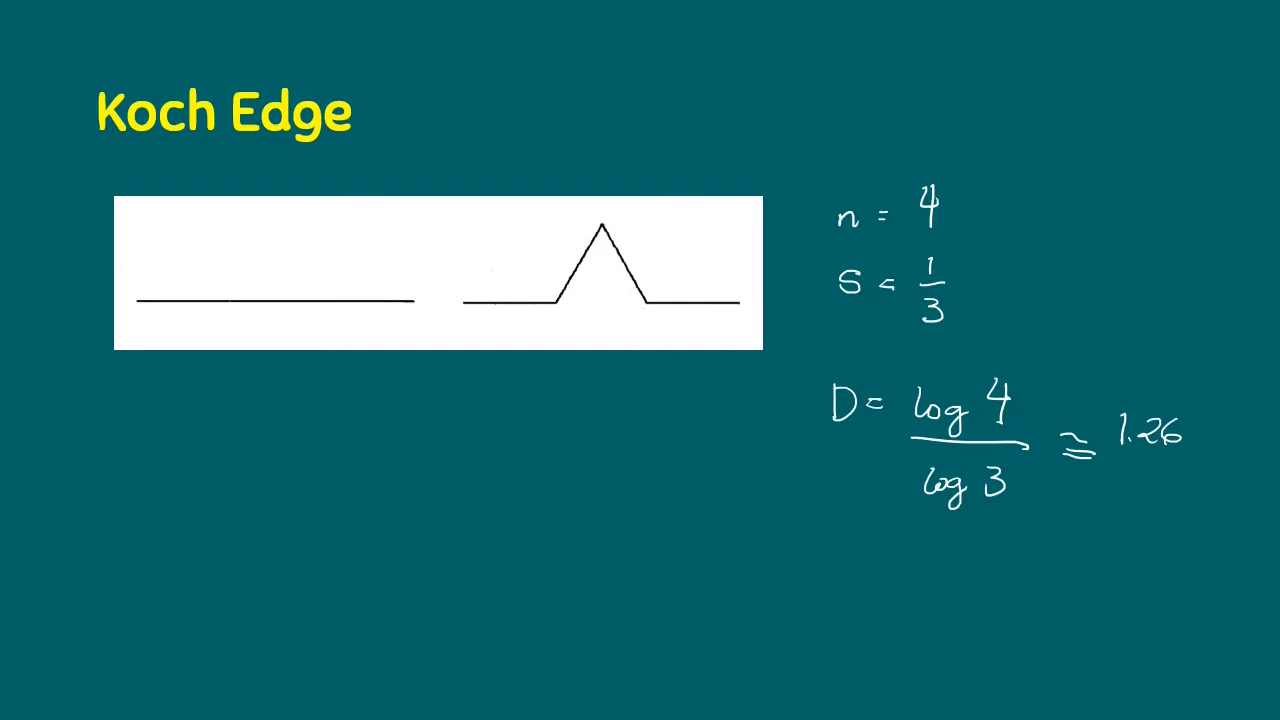 Koch Edge
n = 4
S = 1/3
D = log 4 / log 3 ≅ 1.26